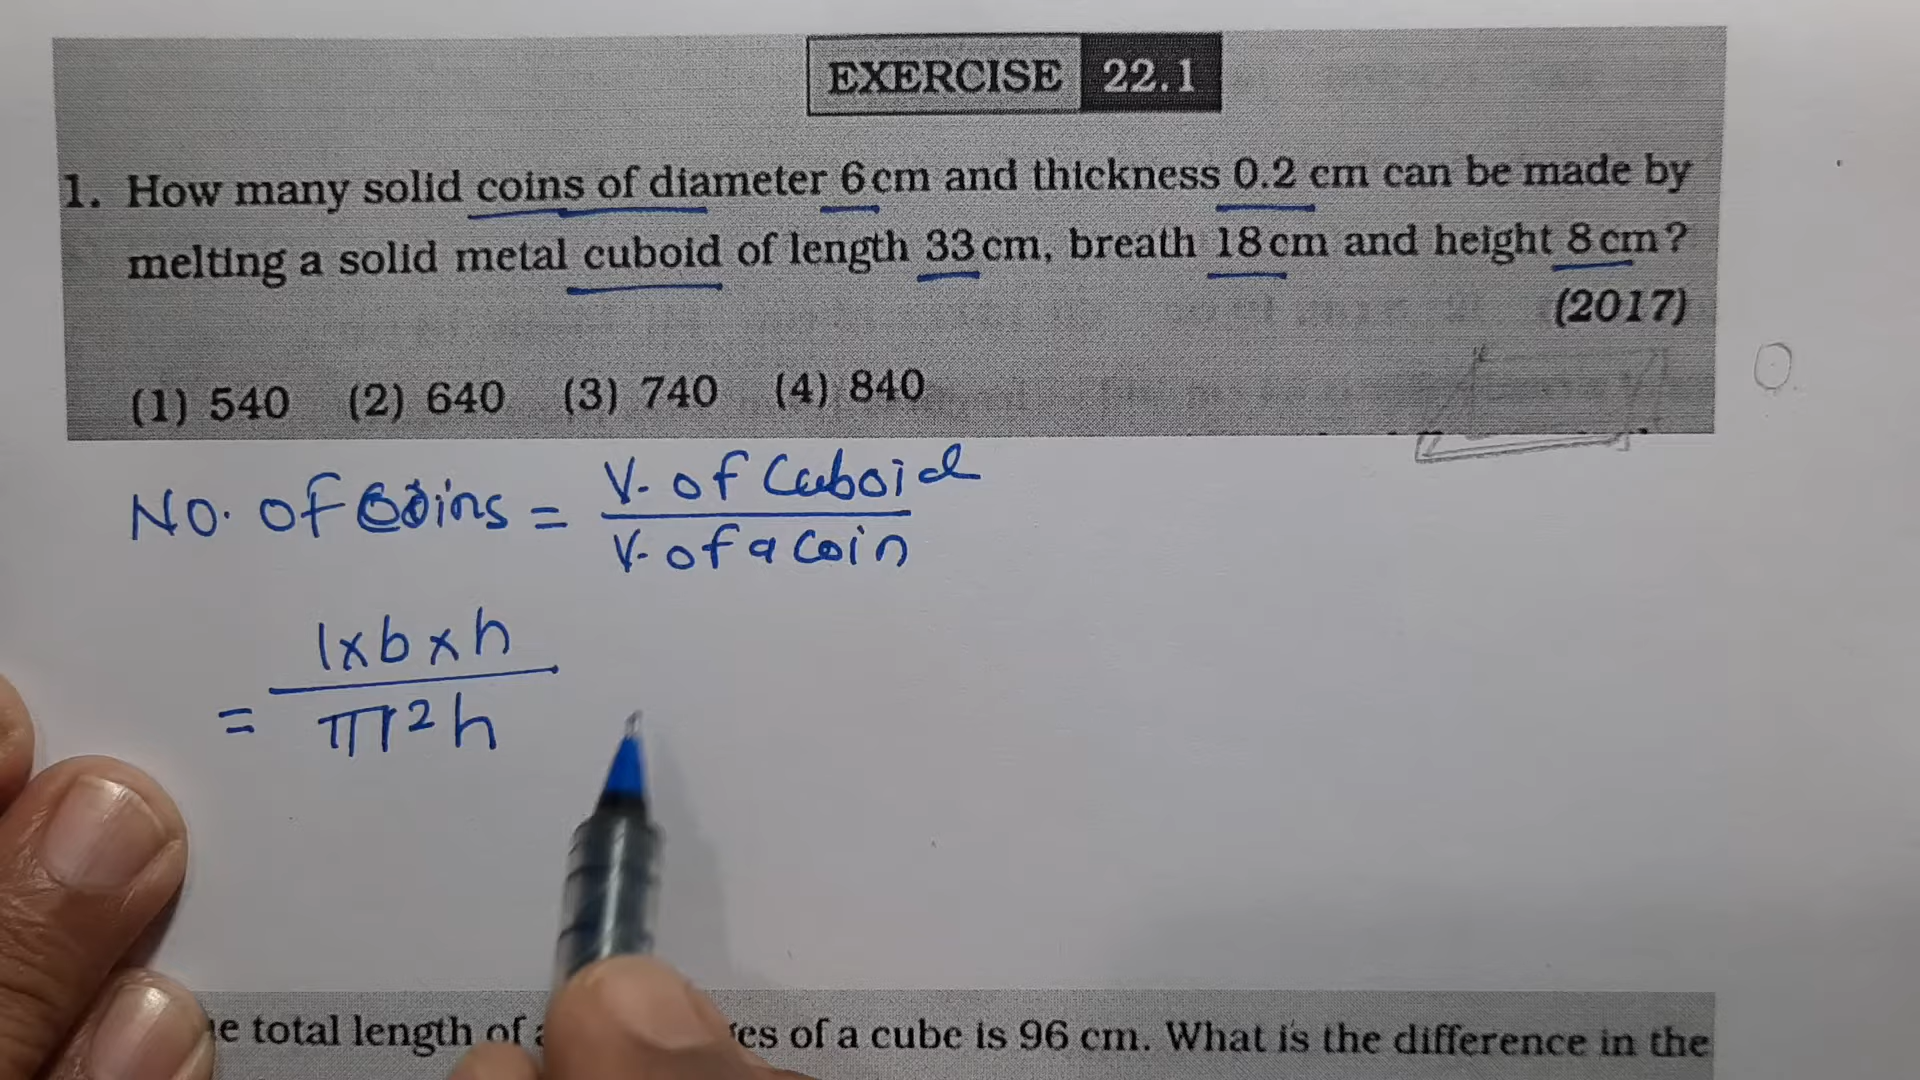 EXERCISE 22.1
1. How many solid coins of diameter 6 cm and thickness 0.2 cm can be made by
melting a solid metal cuboid of length 33 cm, breath 18 cm and height 8 cm?
(2017)
(1) 540 (2) 640 (3) 740 (4) 840
No. of coins = V. of Cuboid
V. of a Coin
= l×b×h
πr²h
total length of of a cube is 96 cm. What is the difference in the